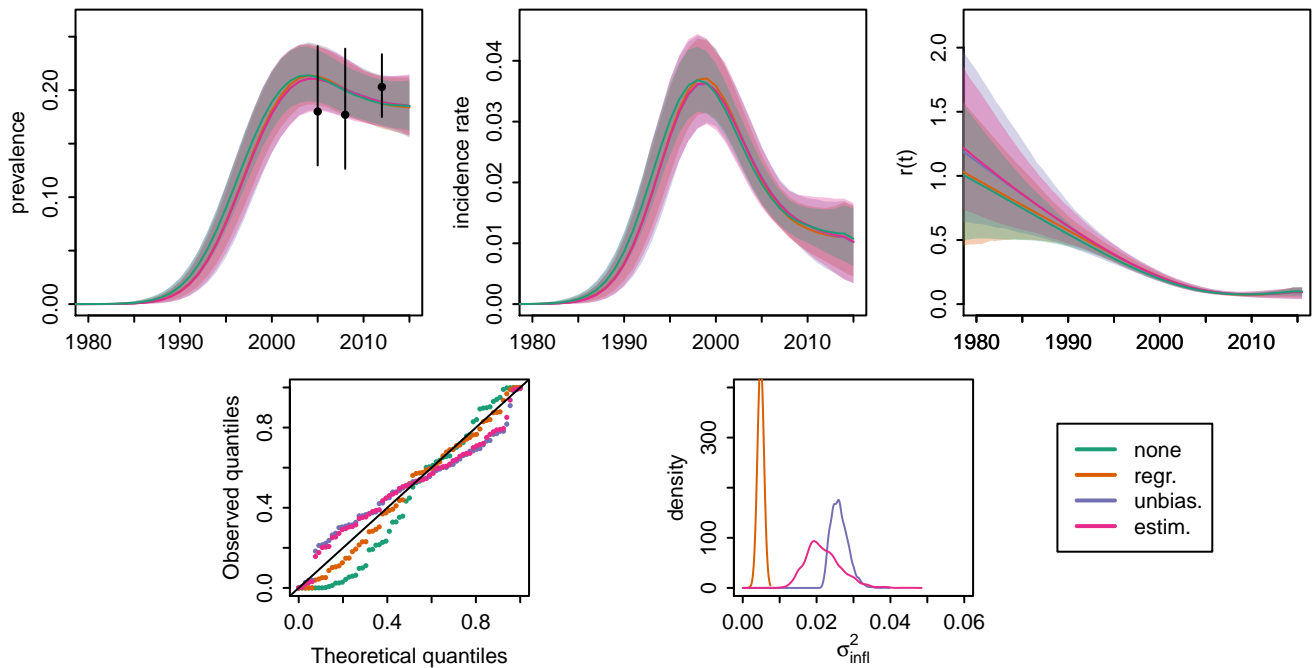 prevalence
0.00 0.10 0.20
1980 1990 2000 2010
incidence rate
0.00 0.01 0.02 0.03 0.04
1980 1990 2000 2010
r(t)
0.0 0.5 1.0 1.5 2.0
1980 1990 2000 2010
Observed quantiles
0.0 0.4 0.8
0.0 0.4 0.8
Theoretical quantiles
density
0 100 300
0.00 0.02 0.04 0.06
σ²infl
none
regr.
unbias.
estim.